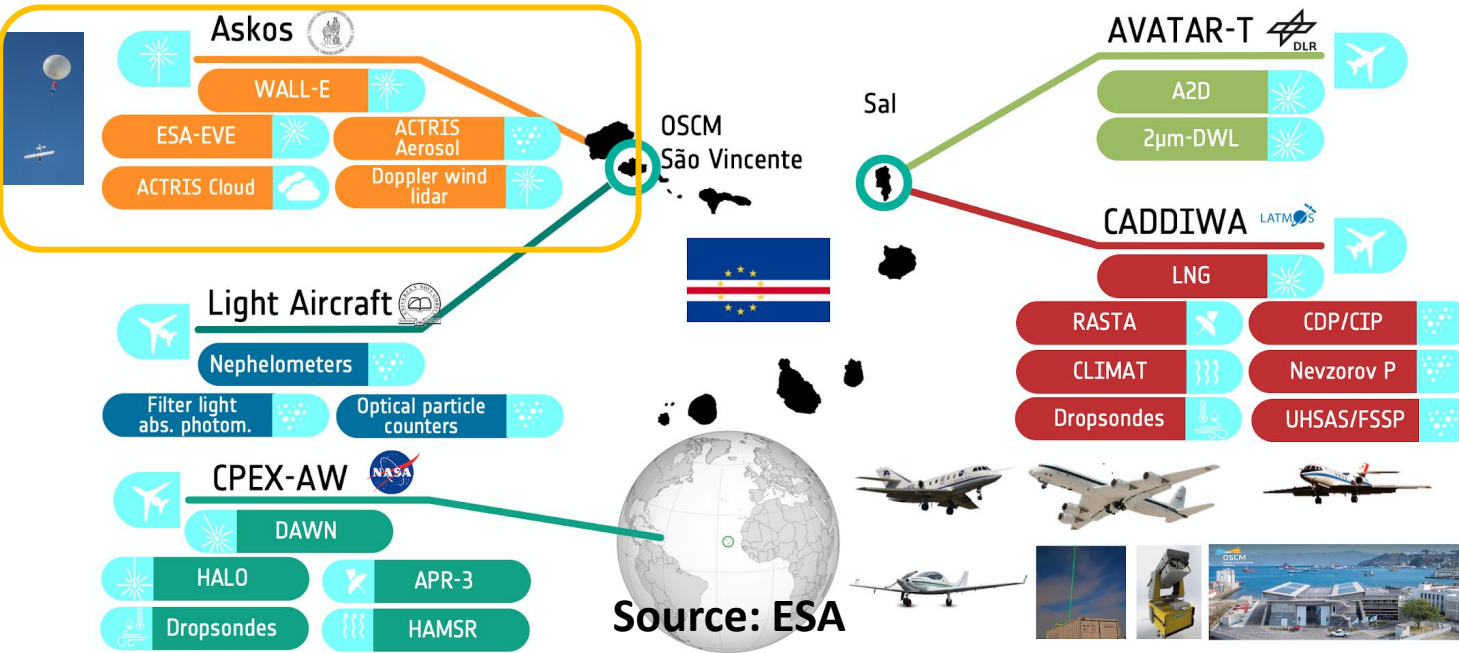 Askos
WALL-E
ESA-EVE
ACTRIS
Aerosol
ACTRIS Cloud
Doppler wind
lidar
OSCM
São Vincente
Sal
AVATAR-T
DLR
A2D
2µm-DWL
CADDIWA
LATMOS
LNG
RASTA
CDP/CIP
CLIMAT
Nevzorov P
Dropsondes
UHSAS/FSSP
Light Aircraft
Nephelometers
Filter light
abs. photom.
Optical particle
counters
CPEX-AW
NASA
DAWN
HALO
APR-3
Dropsondes
HAMSR
Source: ESA
OSCM